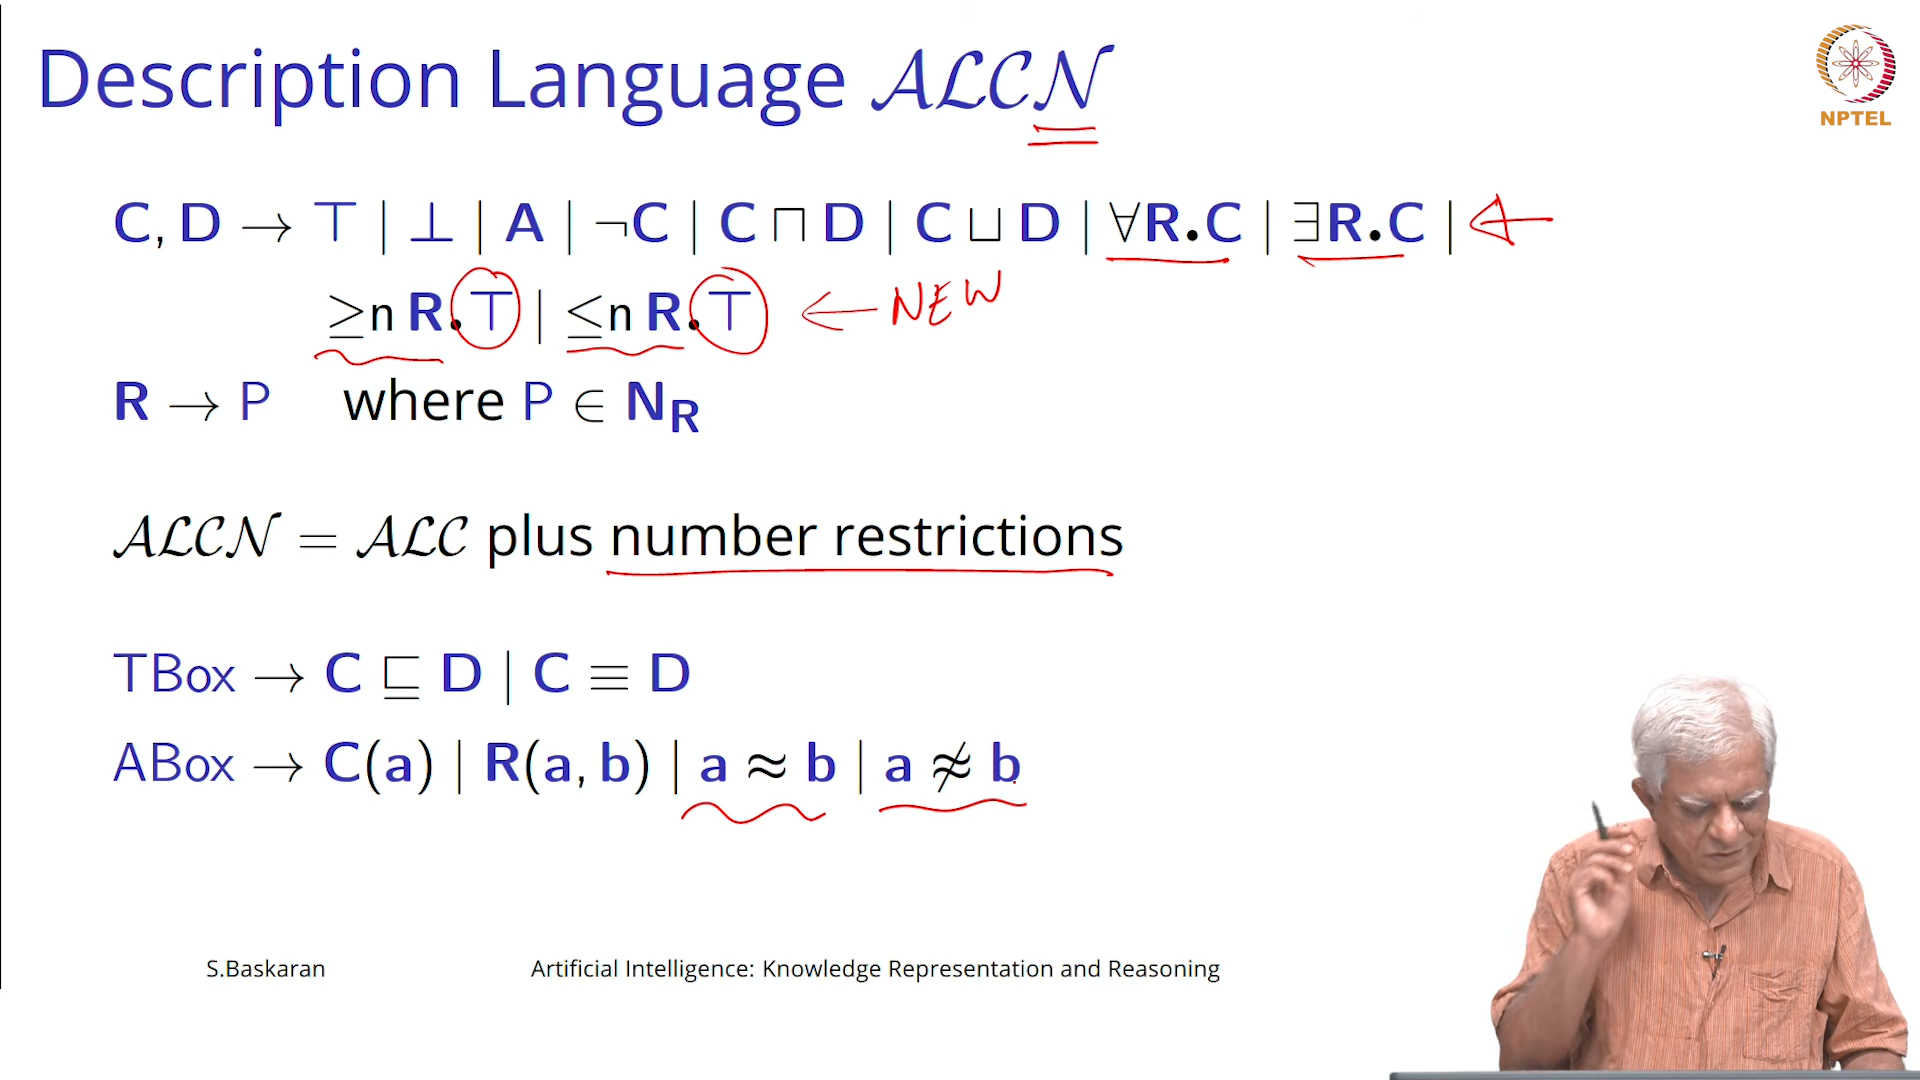 Description Language 𝒜ℒ𝒞𝒩
NPTEL
C, D → ⊤ | ⊥ | A | ¬C | C ⊓ D | C ⊔ D | ∀R.C | ∃R.C |
≥n R.⊤ | ≤n R.⊤ ← NEW
R → P where P ∈ N_R
𝒜ℒ𝒞𝒩 = 𝒜ℒ𝒞 plus number restrictions
TBox → C ⊑ D | C ≡ D
ABox → C(a) | R(a, b) | a ≈ b | a ≉ b
S.Baskaran Artificial Intelligence: Knowledge Representation and Reasoning